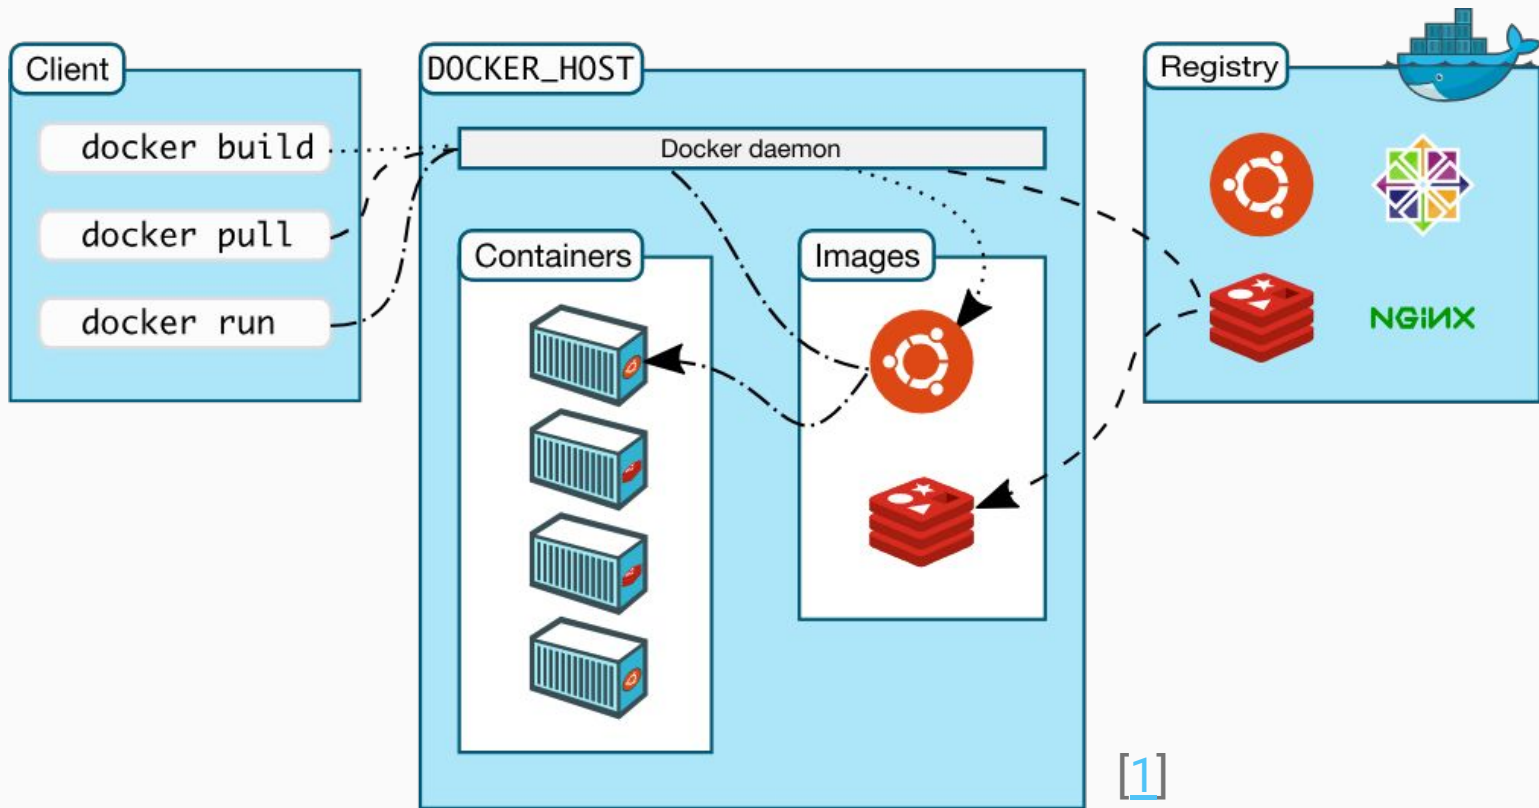 Client
docker build
docker pull
docker run
DOCKER_HOST
Docker daemon
Containers
Images
Registry
NGINX
[1]